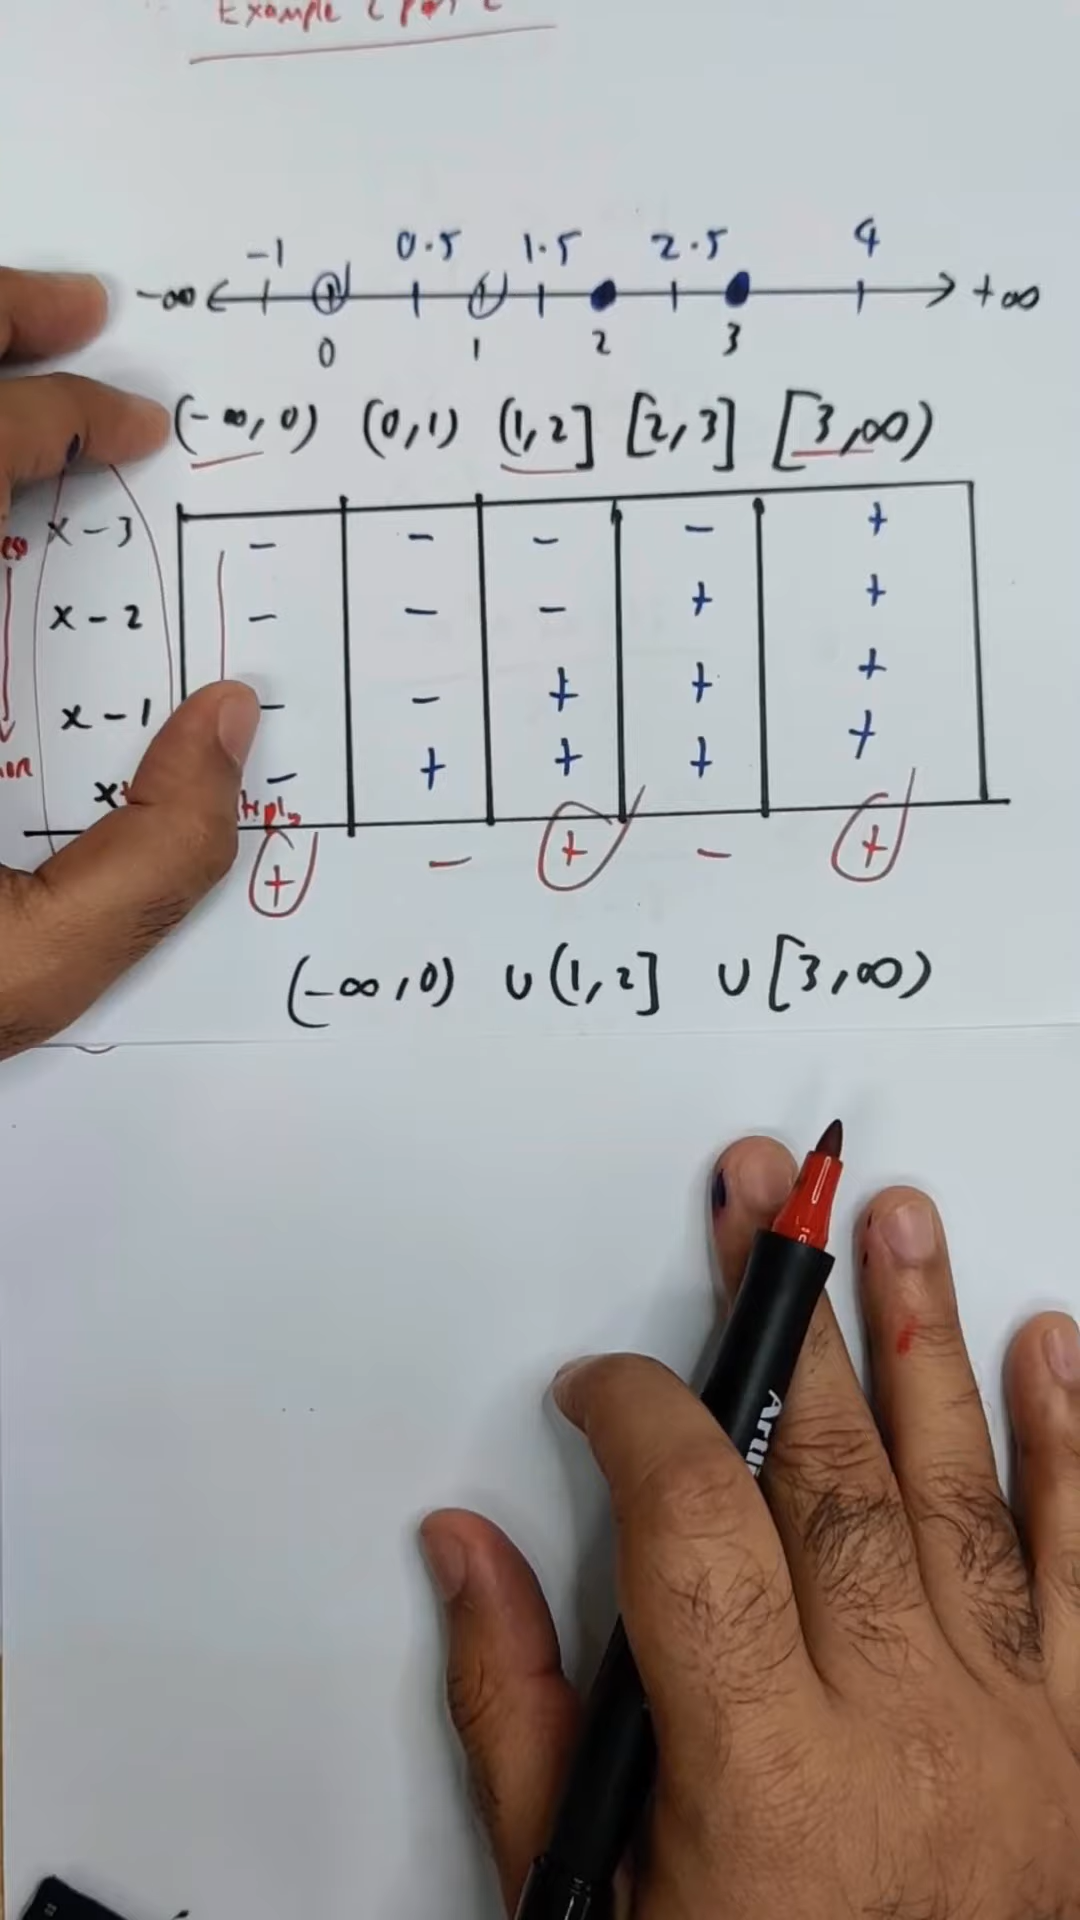 Example
-1 0.5 1.5 2.5 4
-∞ +∞
0 1 2 3
(-∞,0) (0,1) (1,2] [2,3] [3,∞)
x-3 - - - - +
x-2 - - - + +
x-1 - - + + +
x - + + + +
+ - + - +
(-∞,0) ∪ (1,2] ∪ [3,∞)